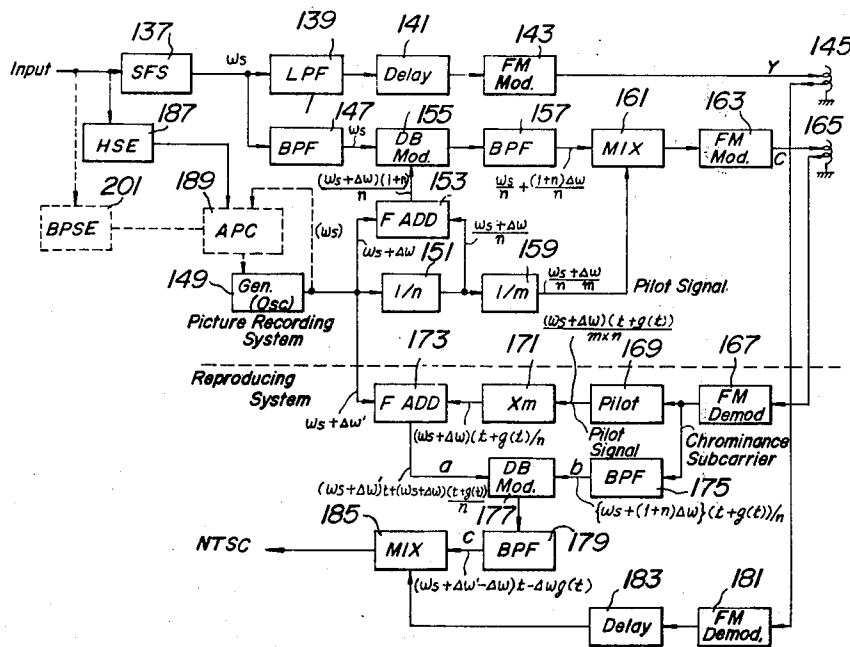 137
139
141
143
145
Input
SFS
ωs
LPF
Delay
FM Mod.
Y
187
147
155
157
161
163
165
HSE
BPF
ωs
DB Mod.
BPF
MIX
FM Mod.
C
(ωs+Δω)(1+n)/n
ωs/n + (1+n)Δω/n
201
189
153
BPSE
APC
(ωs)
F ADD
ωs+Δω
(ωs+Δω)/n
149
151
159
Gen. (Osc)
1/n
1/m
ωs+Δω/n m
Pilot Signal
Picture Recording System
(ωs+Δω)(t+g(t))/m×n
173
171
169
167
Reproducing System
F ADD
Xm
Pilot
FM Demod
ωs+Δω'
(ωs+Δω)(t+g(t)/n
Pilot Signal
Chrominance Subcarrier
a
DB Mod.
b
BPF
175
(ωs+Δω)'t+(ωs+Δω)(t+g(t))/n
177
{ωs+(1+n)Δω}(t+g(t))/n
185
NTSC
MIX
C
BPF
179
(ωs+Δω'-Δω)t-Δωg(t)
183
181
Delay
FM Demod.